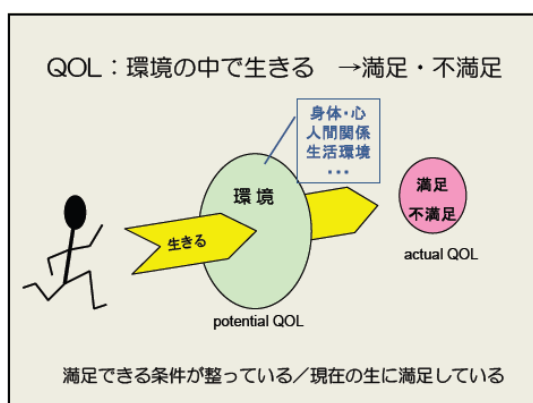 QOL:環境の中で生きる →満足・不満足
身体・心
人間関係
生活環境
・・・
環境
生きる
満足
不満足
actual QOL
potential QOL
満足できる条件が整っている/現在の生に満足している